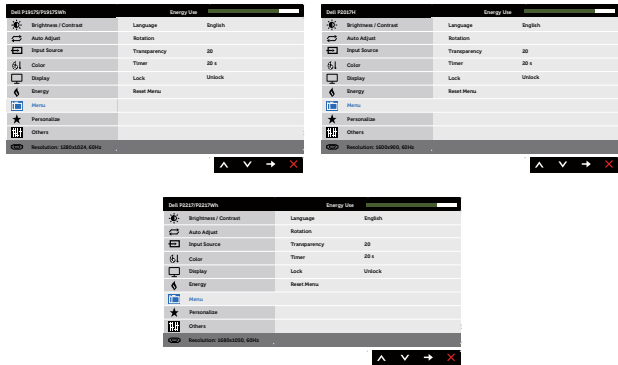 Dell P1917S/P1917SWh Energy Use
Brightness / Contrast Language English
Auto Adjust Rotation
Input Source Transparency 20
Color Timer 20 s
Display Lock Unlock
Energy Reset Menu
Menu
Personalize
Others
Resolution: 1280x1024, 60Hz
Dell P2017H Energy Use
Brightness / Contrast Language English
Auto Adjust Rotation
Input Source Transparency 20
Color Timer 20 s
Display Lock Unlock
Energy Reset Menu
Menu
Personalize
Others
Resolution: 1600x900, 60Hz
Dell P2217/P2217Wh Energy Use
Brightness / Contrast Language English
Auto Adjust Rotation
Input Source Transparency 20
Color Timer 20 s
Display Lock Unlock
Energy Reset Menu
Menu
Personalize
Others
Resolution: 1680x1050, 60Hz